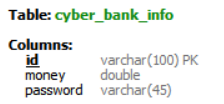 Table: cyber_bank_info
Columns:
id varchar(100) PK
money double
password varchar(45)